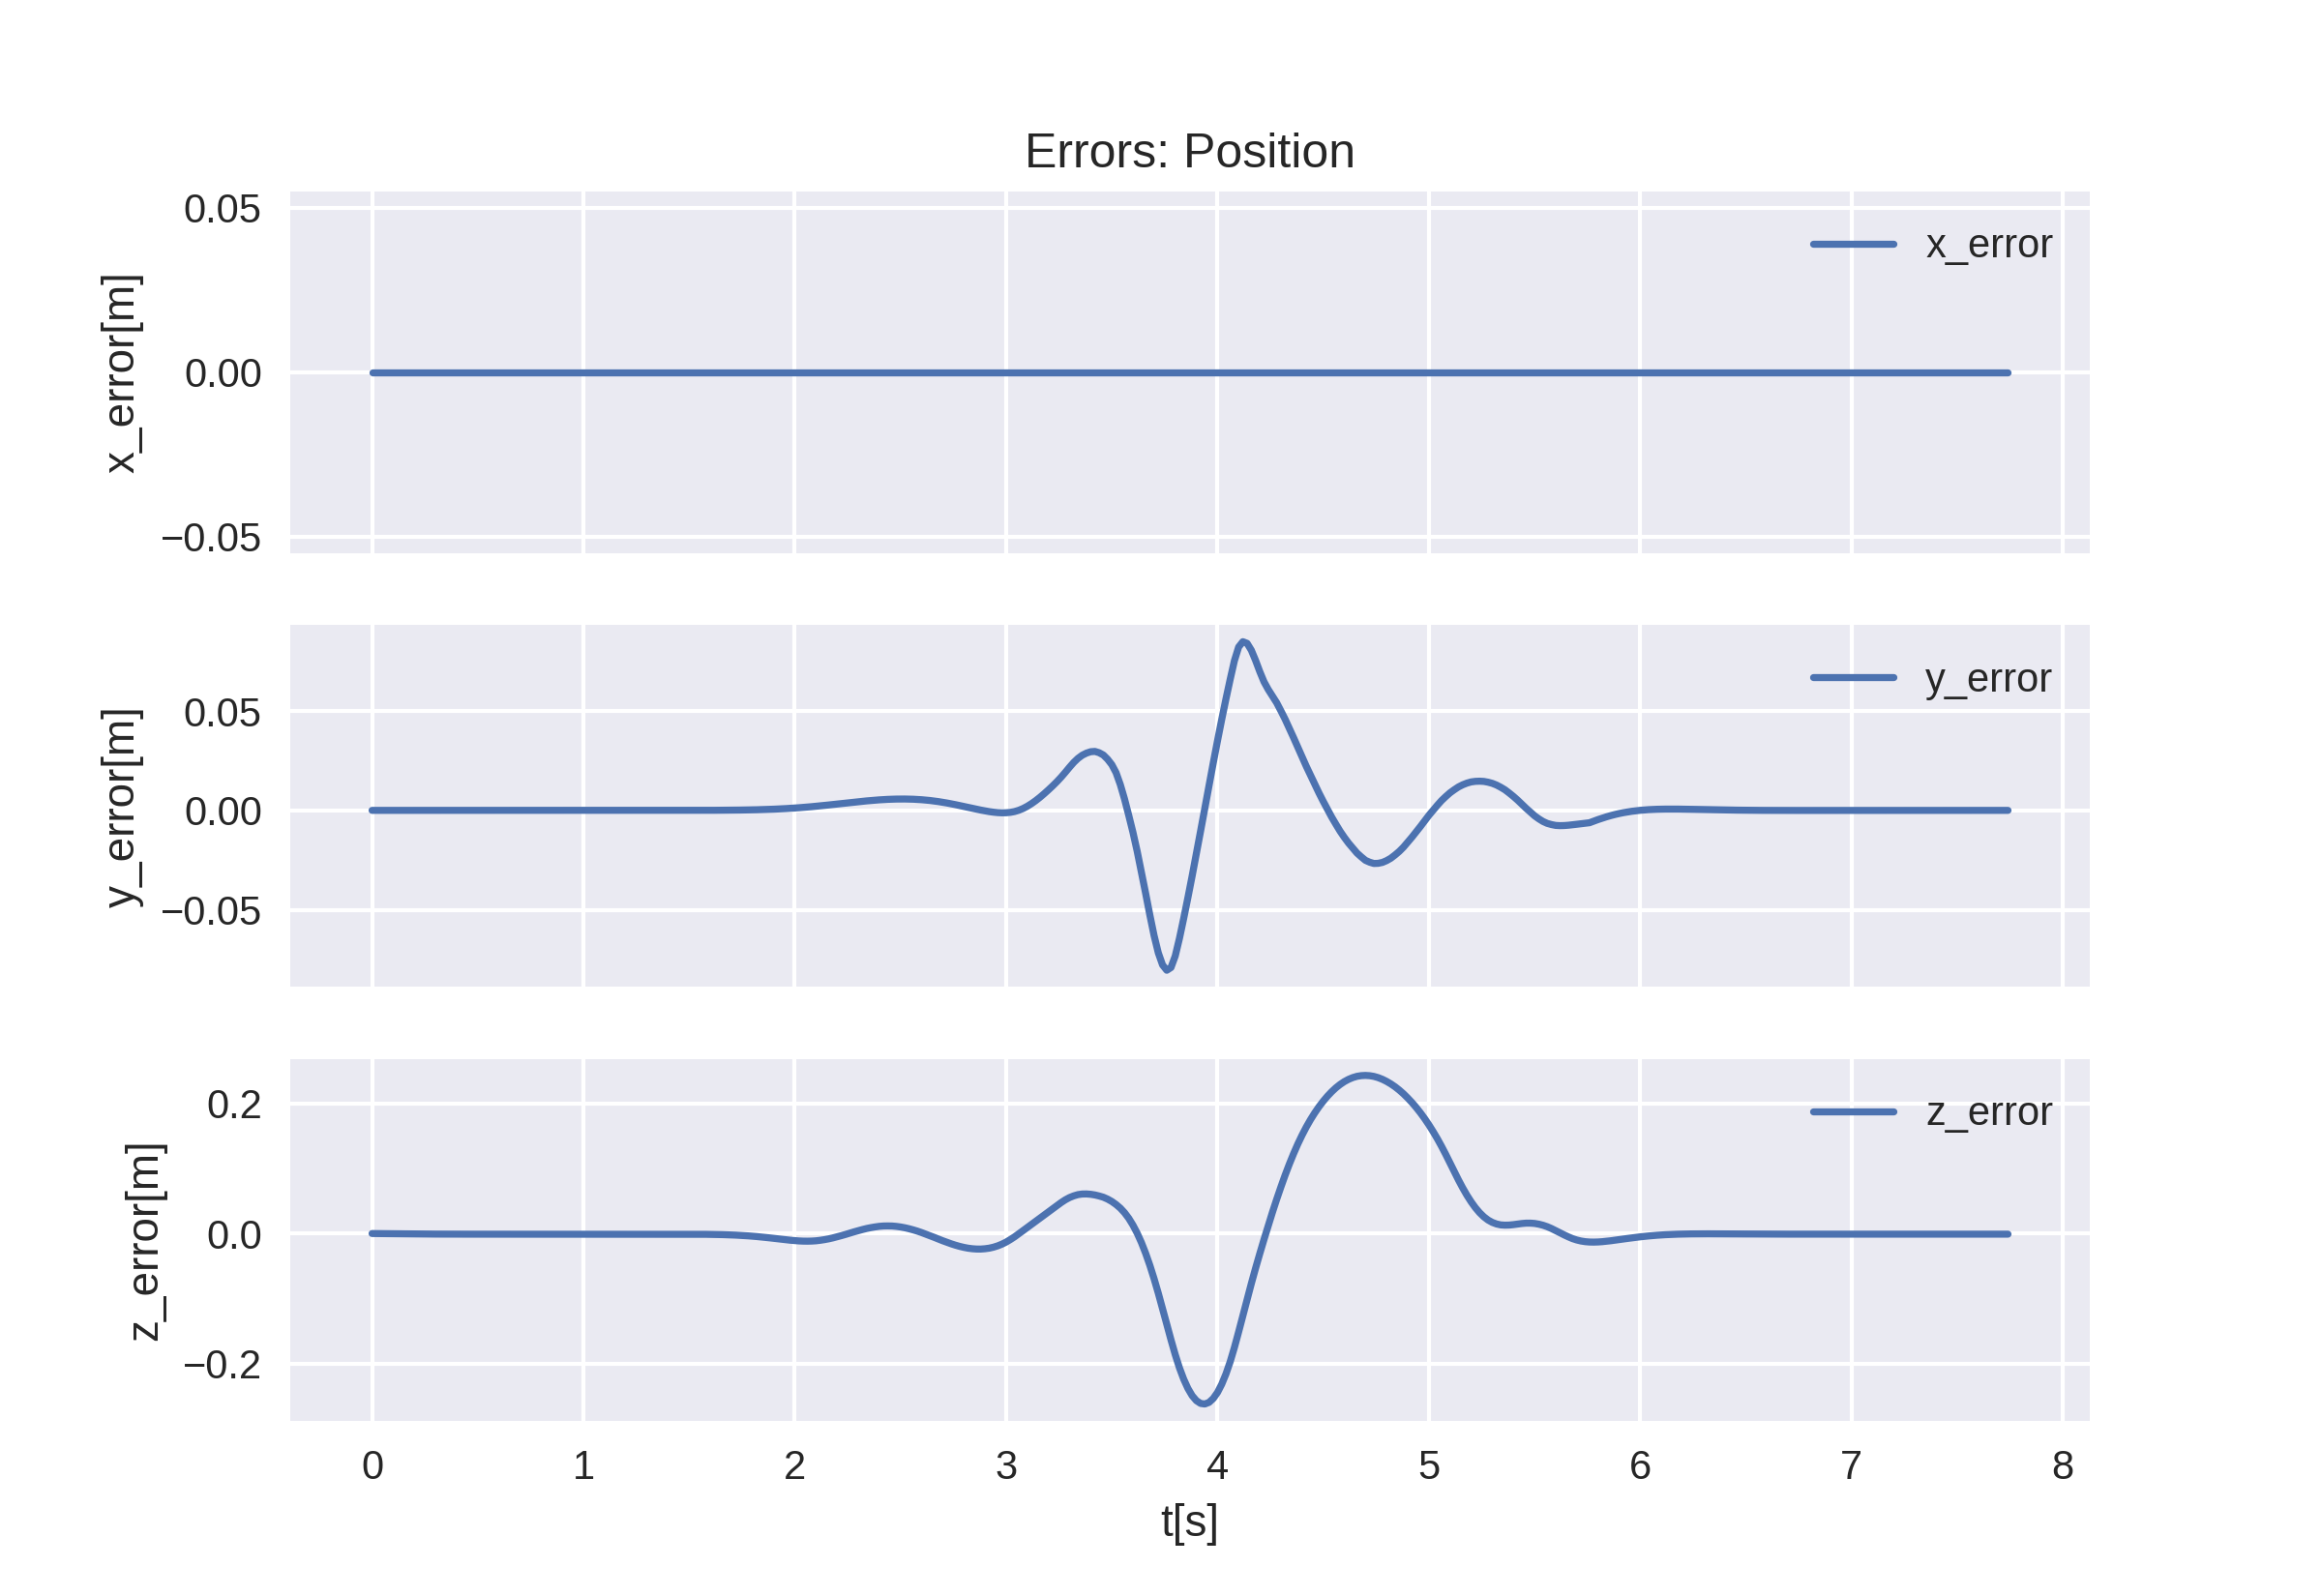 Errors: Position
0.05
0.00
−0.05
x_error[m]
x_error
0.05
0.00
−0.05
y_error[m]
y_error
0.2
0.0
−0.2
z_error[m]
z_error
0 1 2 3 4 5 6 7 8
t[s]